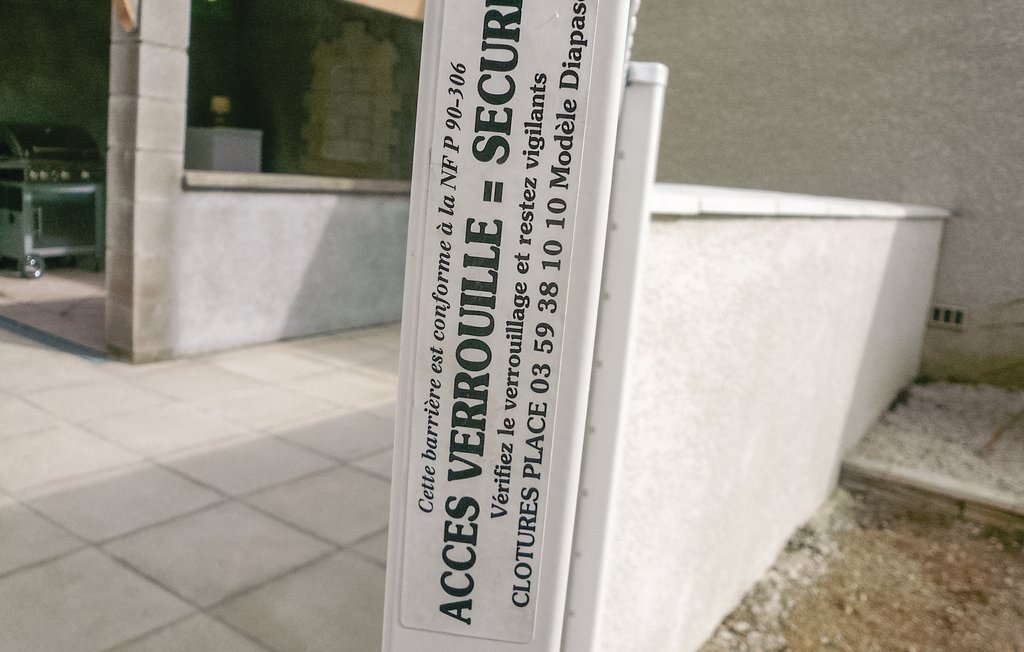 Cette barrière est conforme à la NF P 90-306
ACCES VERROUILLE = SECURI
Vérifiez le verrouillage et restez vigilants
CLOTURES PLACE 03 59 38 10 10 Modèle Diapaso